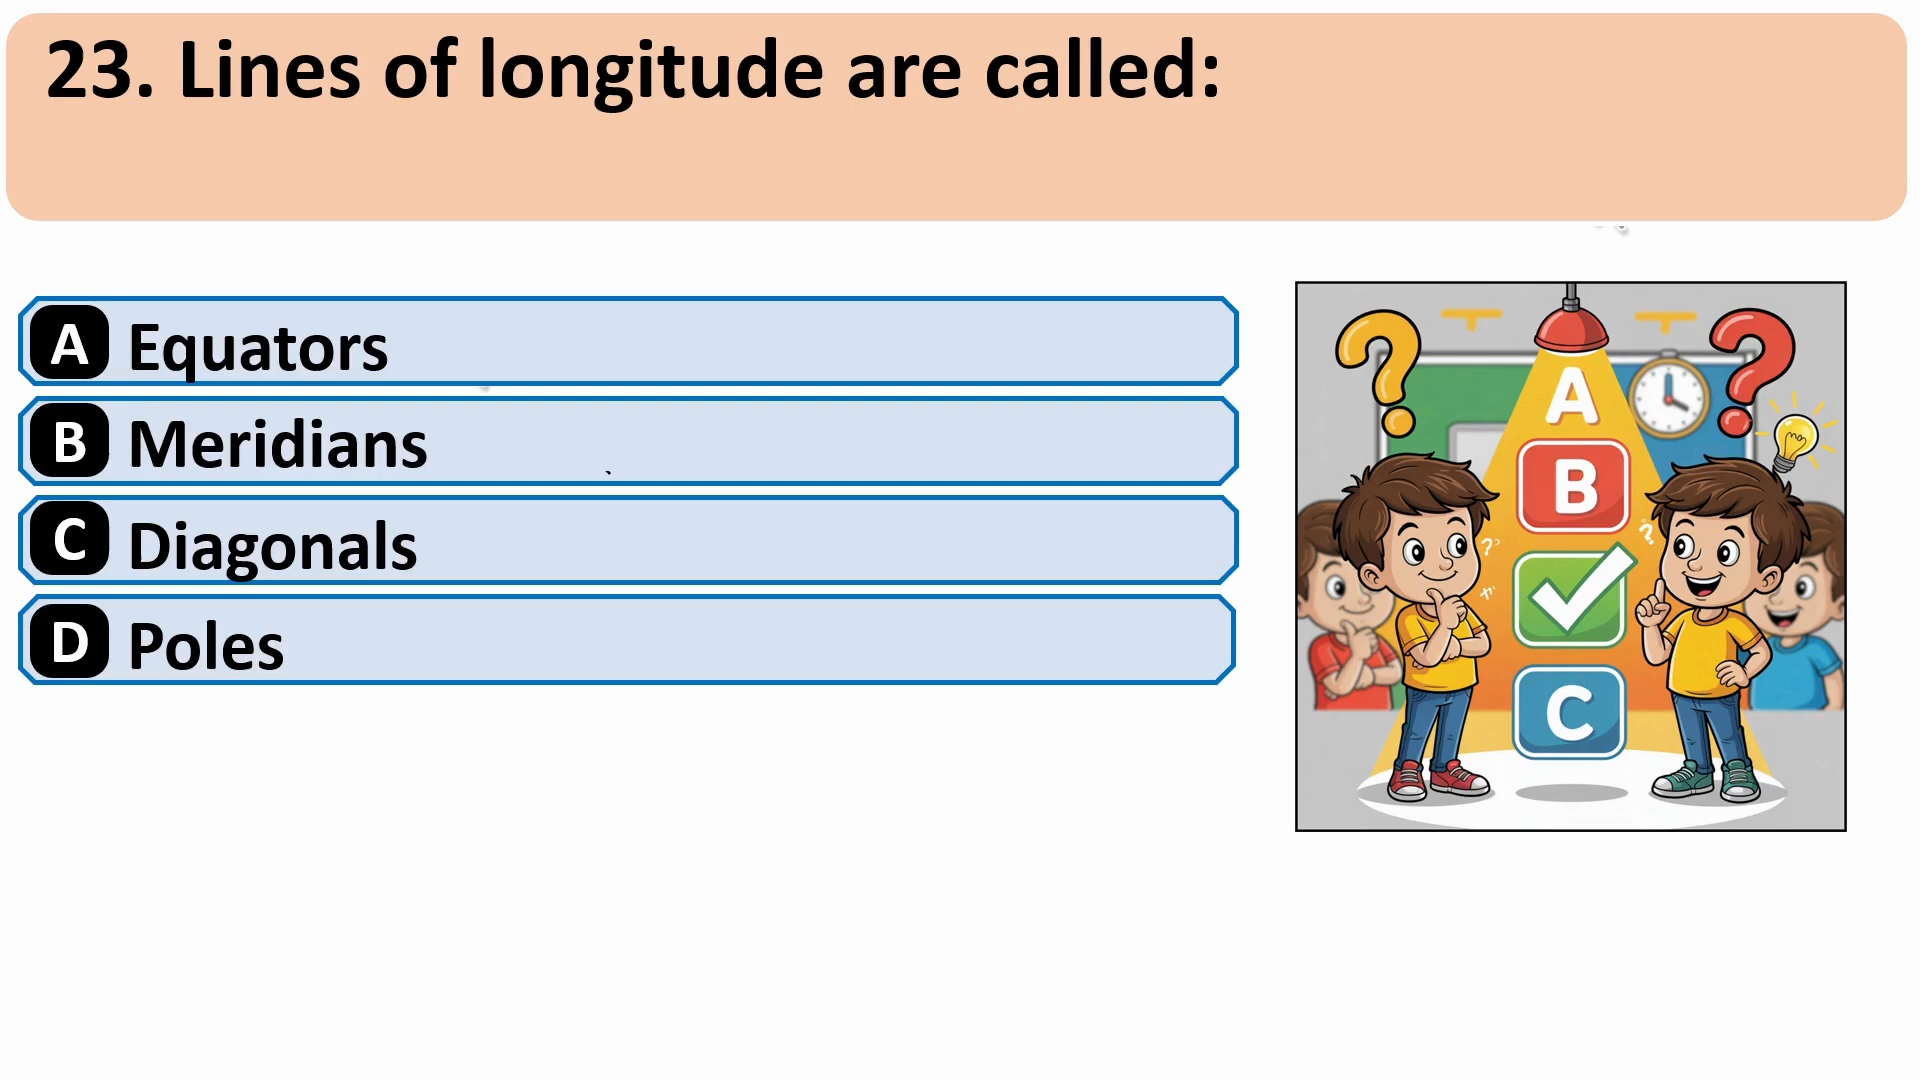 23. Lines of longitude are called:
A Equators
B Meridians
C Diagonals
D Poles
? ?
A
B
C